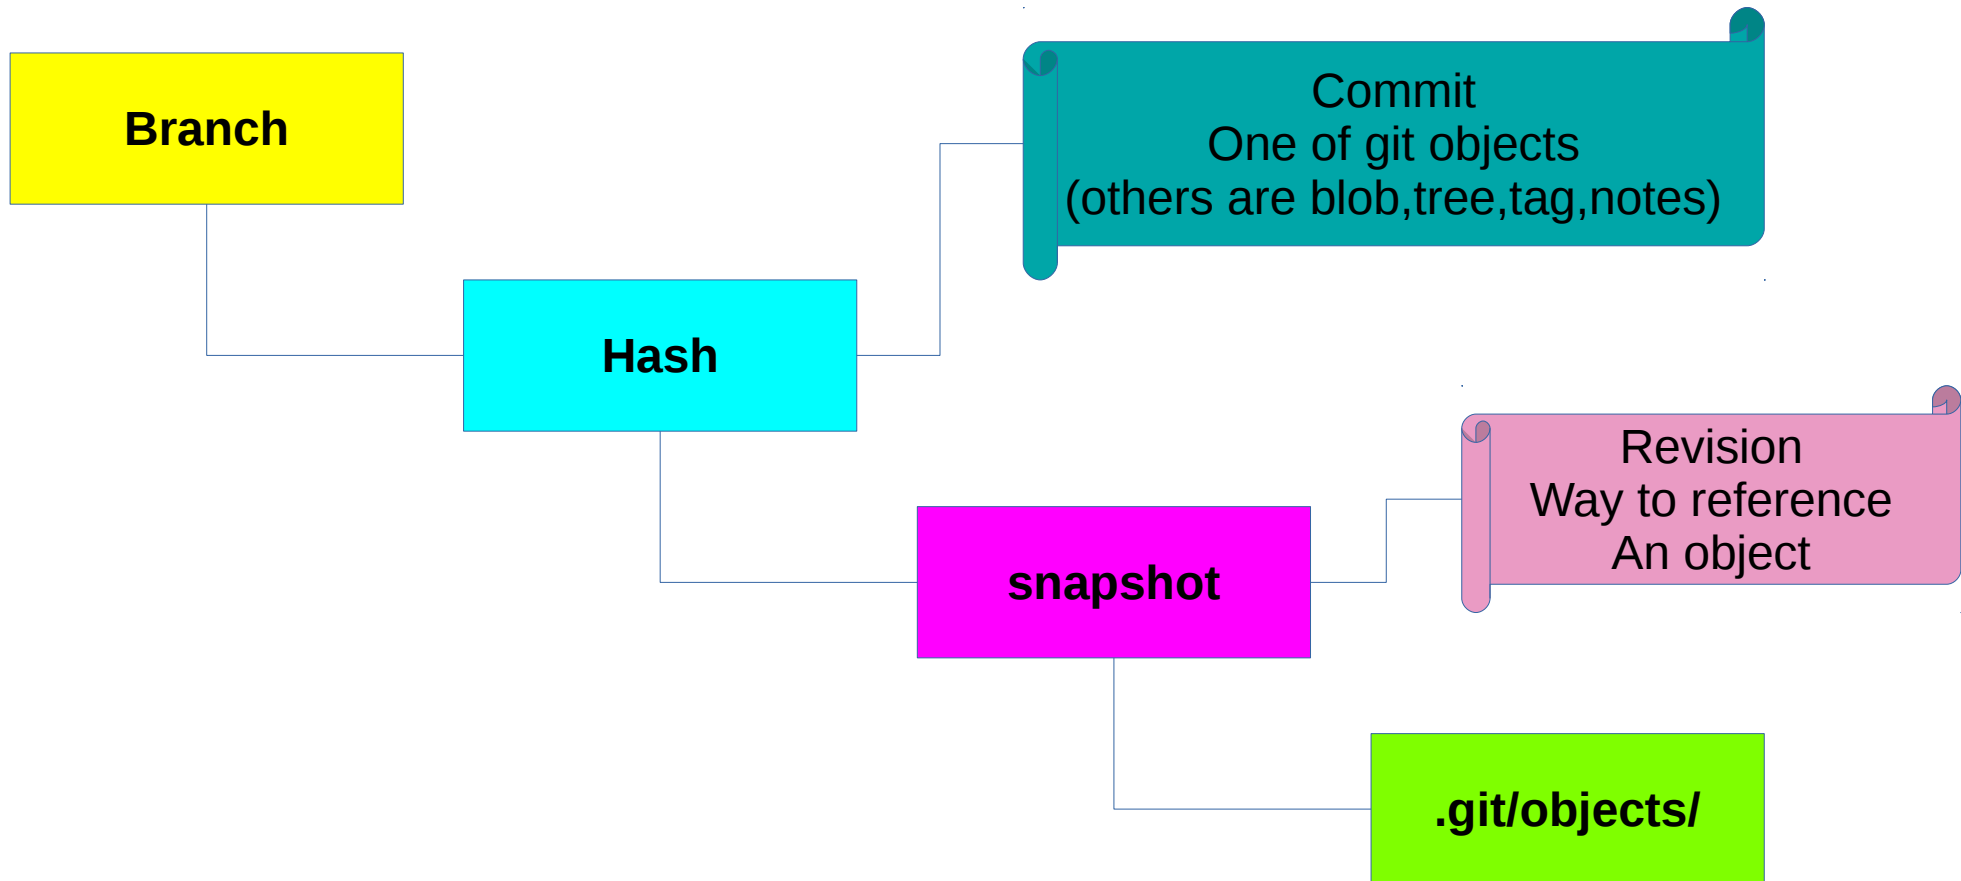 Branch
Commit
One of git objects
(others are blob,tree,tag,notes)
Hash
Revision
Way to reference
An object
snapshot
.git/objects/